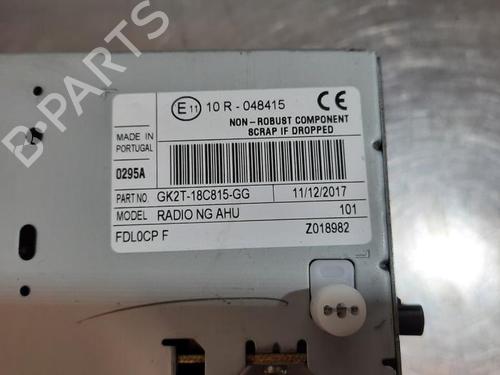 E11 10 R - 048415 CE
NON - ROBUST COMPONENT
SCRAP IF DROPPED
MADE IN
PORTUGAL
0295A
PART NO. GK2T-18C815-GG 11/12/2017
MODEL RADIO NG AHU 101
FDL0CP F Z018982